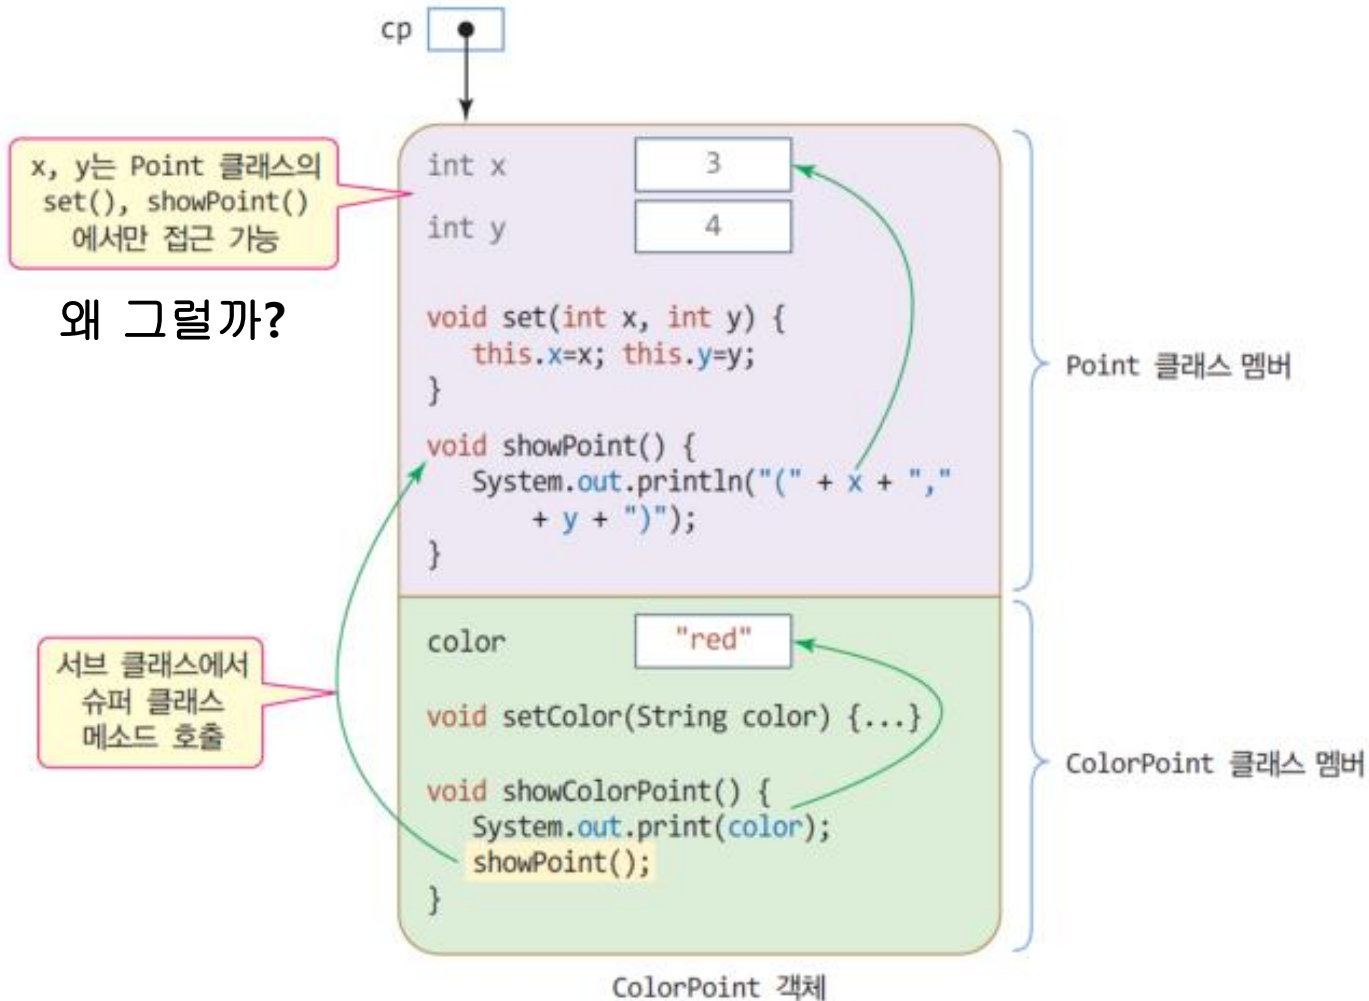 cp
x, y는 Point 클래스의
set(), showPoint()
에서만 접근 가능
왜 그럴까?
int x 3
int y 4
void set(int x, int y) {
this.x=x; this.y=y;
}
void showPoint() {
System.out.println("(" + x + ","
+ y + ")");
}
Point 클래스 멤버
서브 클래스에서
슈퍼 클래스
메소드 호출
color "red"
void setColor(String color) {...}
void showColorPoint() {
System.out.print(color);
showPoint();
}
ColorPoint 클래스 멤버
ColorPoint 객체